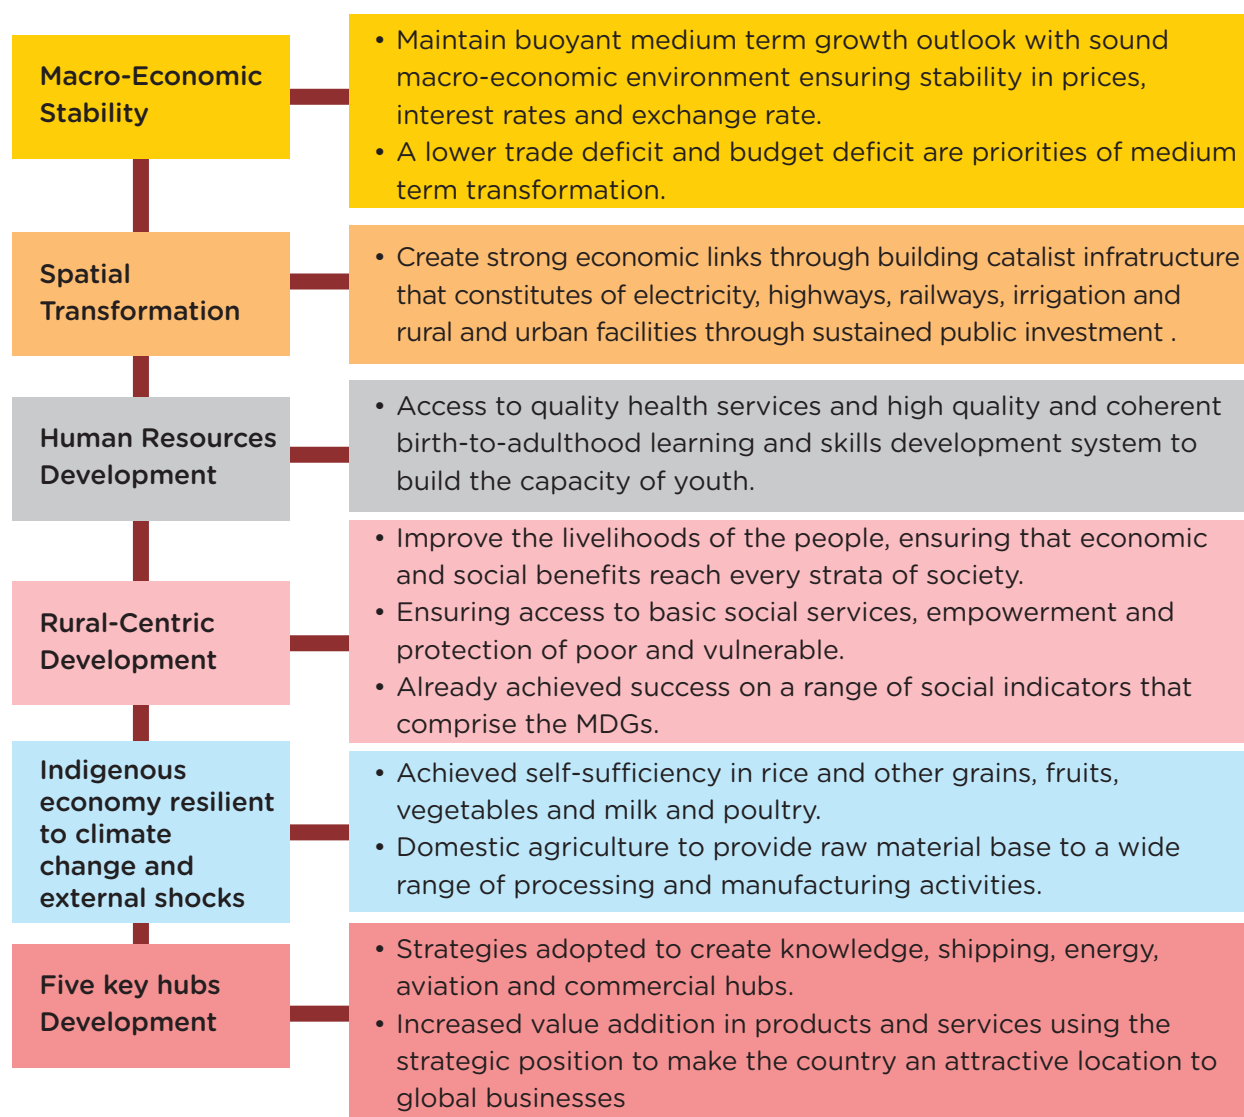 Macro-Economic
Stability
• Maintain buoyant medium term growth outlook with sound
macro-economic environment ensuring stability in prices,
interest rates and exchange rate.
• A lower trade deficit and budget deficit are priorities of medium
term transformation.
Spatial
Transformation
• Create strong economic links through building catalist infratructure
that constitutes of electricity, highways, railways, irrigation and
rural and urban facilities through sustained public investment .
Human Resources
Development
• Access to quality health services and high quality and coherent
birth-to-adulthood learning and skills development system to
build the capacity of youth.
Rural-Centric
Development
• Improve the livelihoods of the people, ensuring that economic
and social benefits reach every strata of society.
• Ensuring access to basic social services, empowerment and
protection of poor and vulnerable.
• Already achieved success on a range of social indicators that
comprise the MDGs.
Indigenous
economy resilient
to climate
change and
external shocks
• Achieved self-sufficiency in rice and other grains, fruits,
vegetables and milk and poultry.
• Domestic agriculture to provide raw material base to a wide
range of processing and manufacturing activities.
Five key hubs
Development
• Strategies adopted to create knowledge, shipping, energy,
aviation and commercial hubs.
• Increased value addition in products and services using the
strategic position to make the country an attractive location to
global businesses